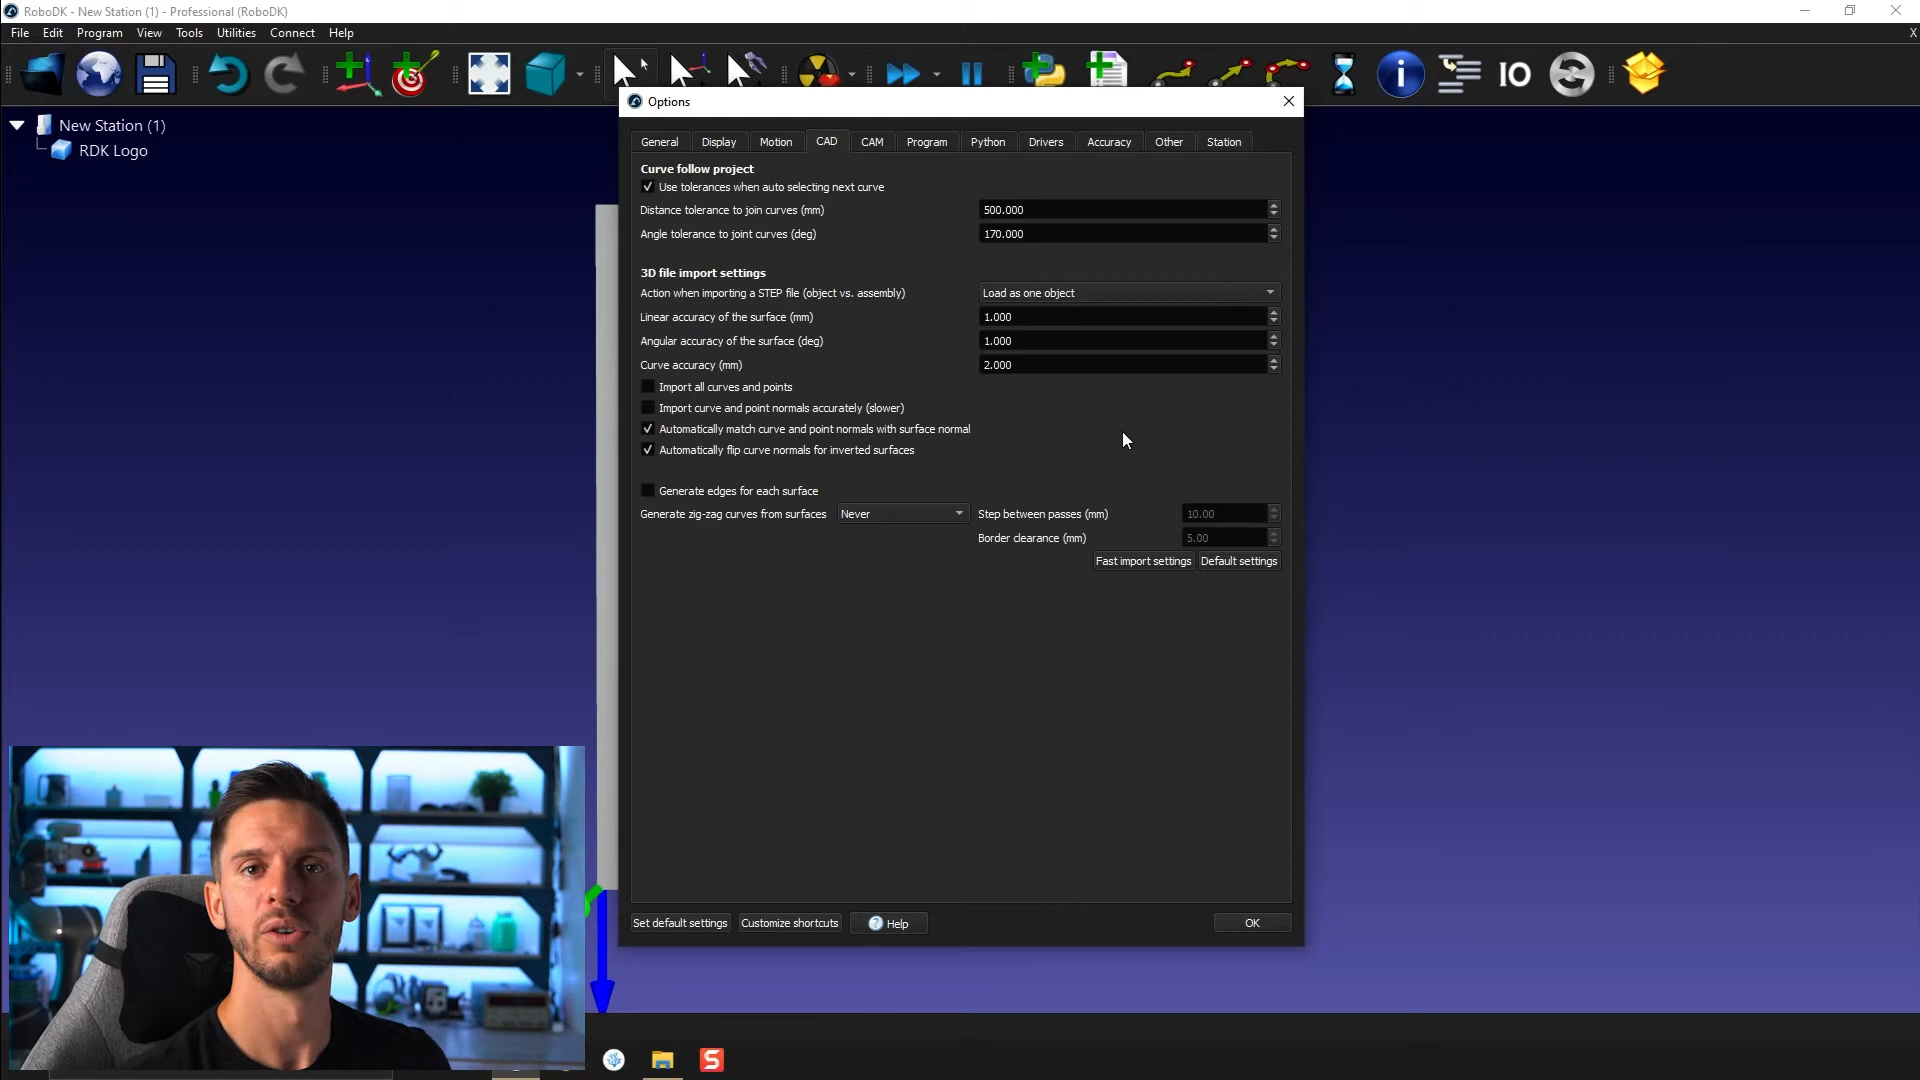 RoboDK - New Station (1) - Professional (RoboDK)
File Edit Program View Tools Utilities Connect Help X
IO
New Station (1)
RDK Logo
Options
General Display Motion CAD CAM Program Python Drivers Accuracy Other Station
Curve follow project
Use tolerances when auto selecting next curve
Distance tolerance to join curves (mm) 500.000
Angle tolerance to joint curves (deg) 170.000
3D file import settings
Action when importing a STEP file (object vs. assembly) Load as one object
Linear accuracy of the surface (mm) 1.000
Angular accuracy of the surface (deg) 1.000
Curve accuracy (mm) 2.000
Import all curves and points
Import curve and point normals accurately (slower)
Automatically match curve and point normals with surface normal
Automatically flip curve normals for inverted surfaces
Generate edges for each surface
Generate zig-zag curves from surfaces Never Step between passes (mm) 10.00
Border clearance (mm) 5.00
Fast import settings Default settings
Set default settings Customize shortcuts Help OK
S